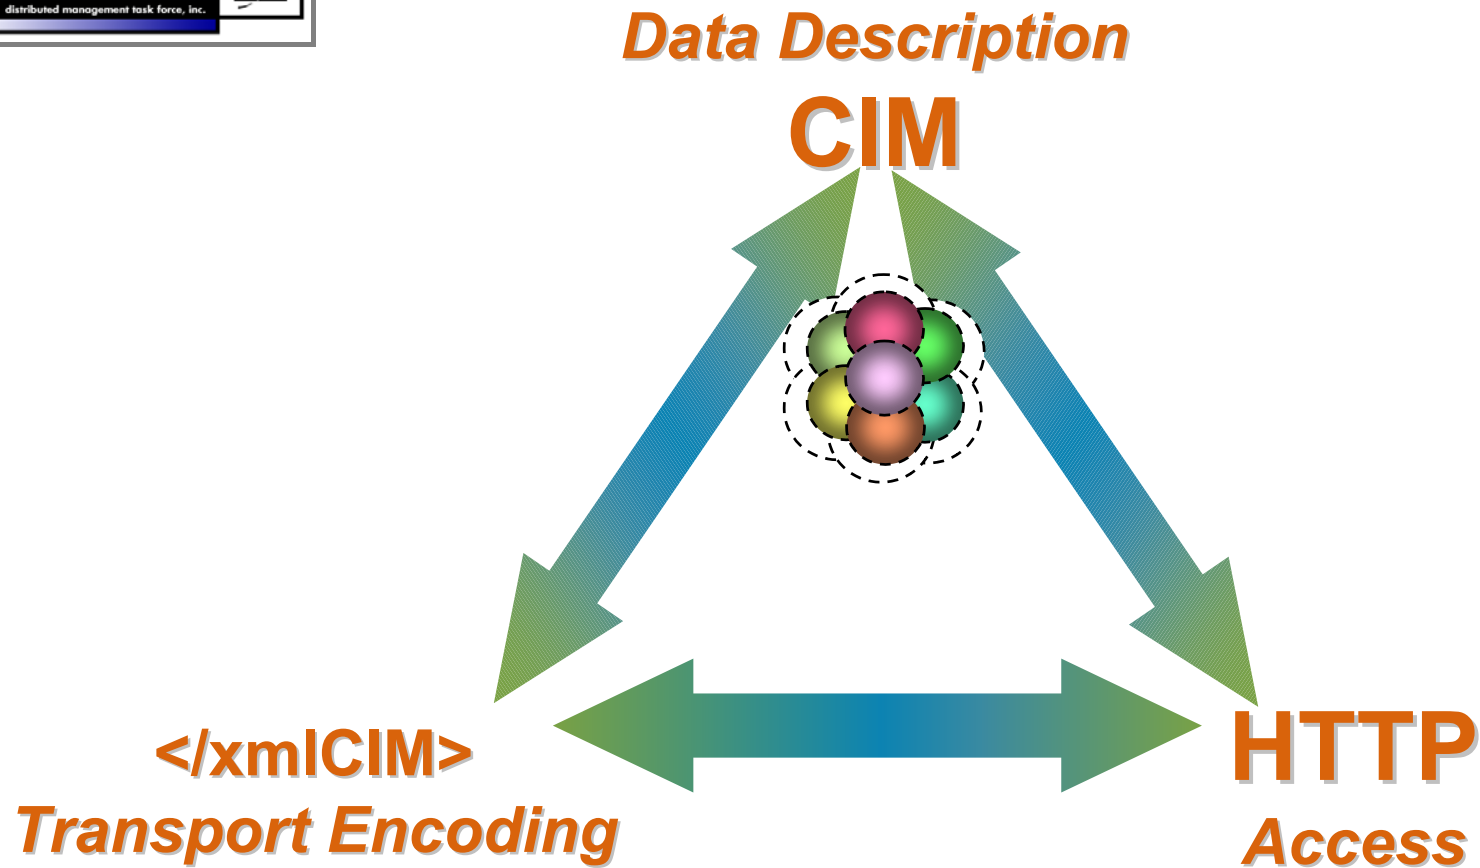 distributed management task force, inc.
Data Description
CIM
</xmlCIM>
Transport Encoding
HTTP
Access